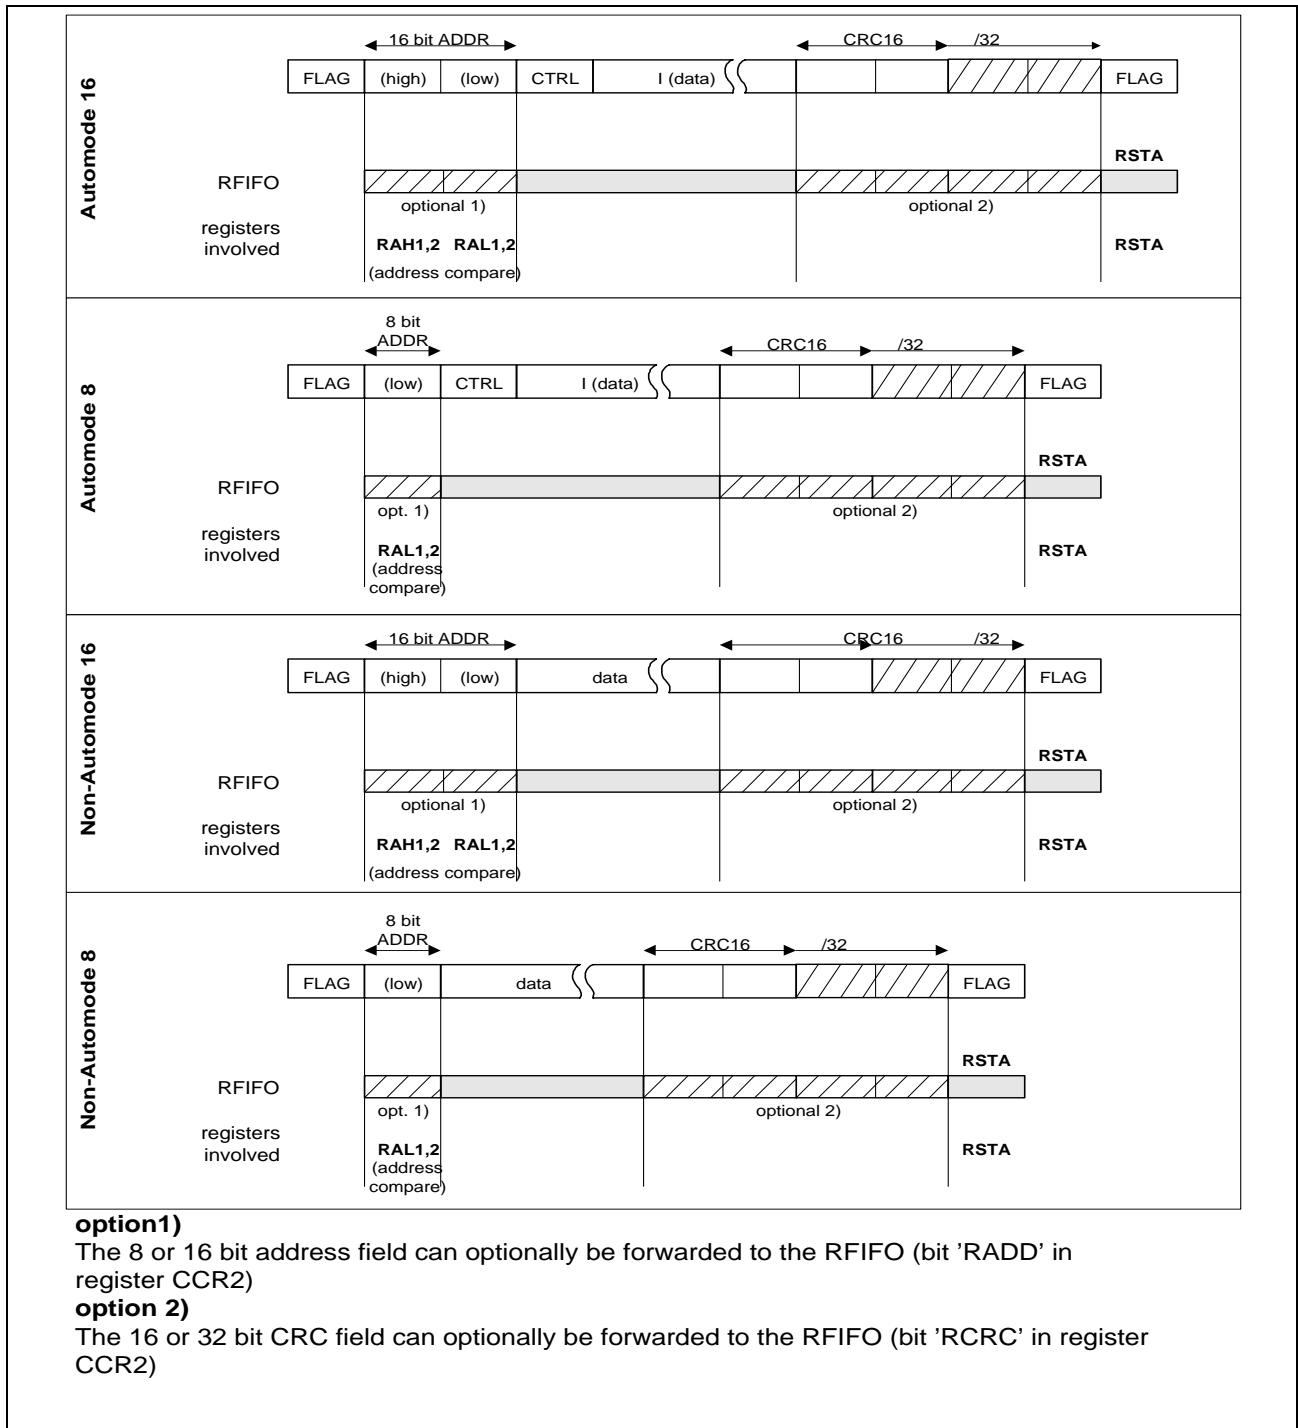 Automode 16
16 bit ADDR CRC16 /32
FLAG (high) (low) CTRL I (data) FLAG
RSTA
RFIFO
optional 1) optional 2)
registers
involved
RAH1,2 RAL1,2 RSTA
(address compare)
Automode 8
8 bit
ADDR CRC16 /32
FLAG (low) CTRL I (data) FLAG
RSTA
RFIFO
opt. 1) optional 2)
registers
involved
RAL1,2 RSTA
(address
compare)
Non-Automode 16
16 bit ADDR CRC16 /32
FLAG (high) (low) data FLAG
RSTA
RFIFO
optional 1) optional 2)
registers
involved
RAH1,2 RAL1,2 RSTA
(address compare)
Non-Automode 8
8 bit
ADDR CRC16 /32
FLAG (low) data FLAG
RSTA
RFIFO
opt. 1) optional 2)
registers
involved
RAL1,2 RSTA
(address
compare)
option1)
The 8 or 16 bit address field can optionally be forwarded to the RFIFO (bit ’RADD’ in
register CCR2)
option 2)
The 16 or 32 bit CRC field can optionally be forwarded to the RFIFO (bit ’RCRC’ in register
CCR2)